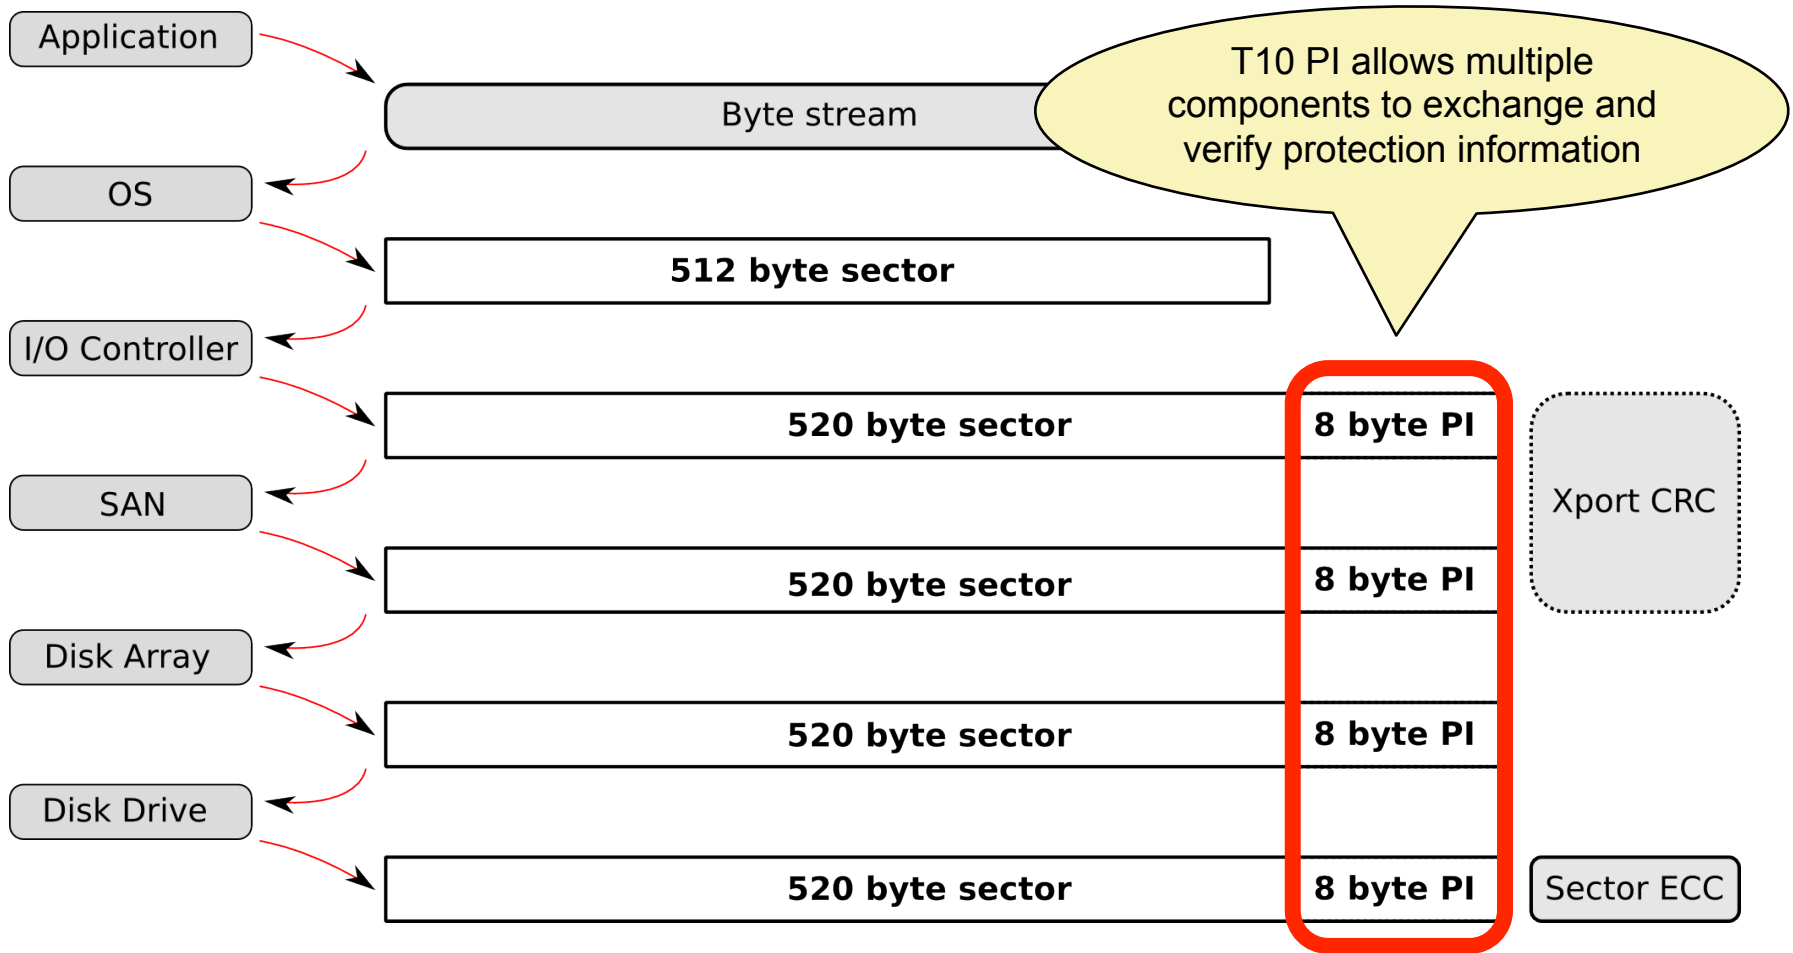 Application
T10 PI allows multiple
components to exchange and
verify protection information
Byte stream
OS
512 byte sector
I/O Controller
520 byte sector 8 byte PI
SAN
Xport CRC
520 byte sector 8 byte PI
Disk Array
520 byte sector 8 byte PI
Disk Drive
520 byte sector 8 byte PI
Sector ECC